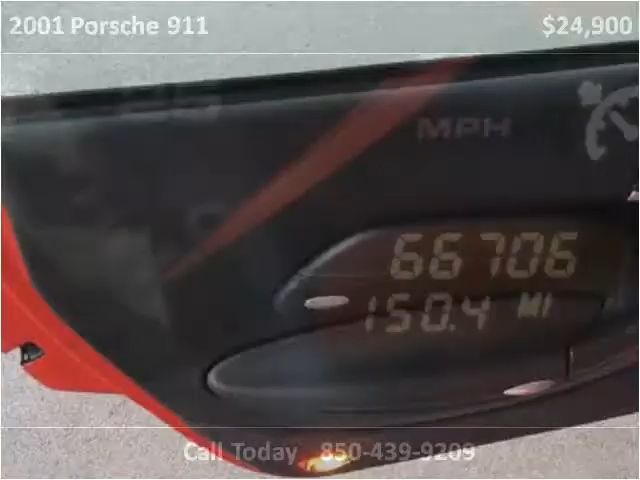 2001 Porsche 911 $24,900
MPH
66706
150.4 MI
Call Today 850-439-9209